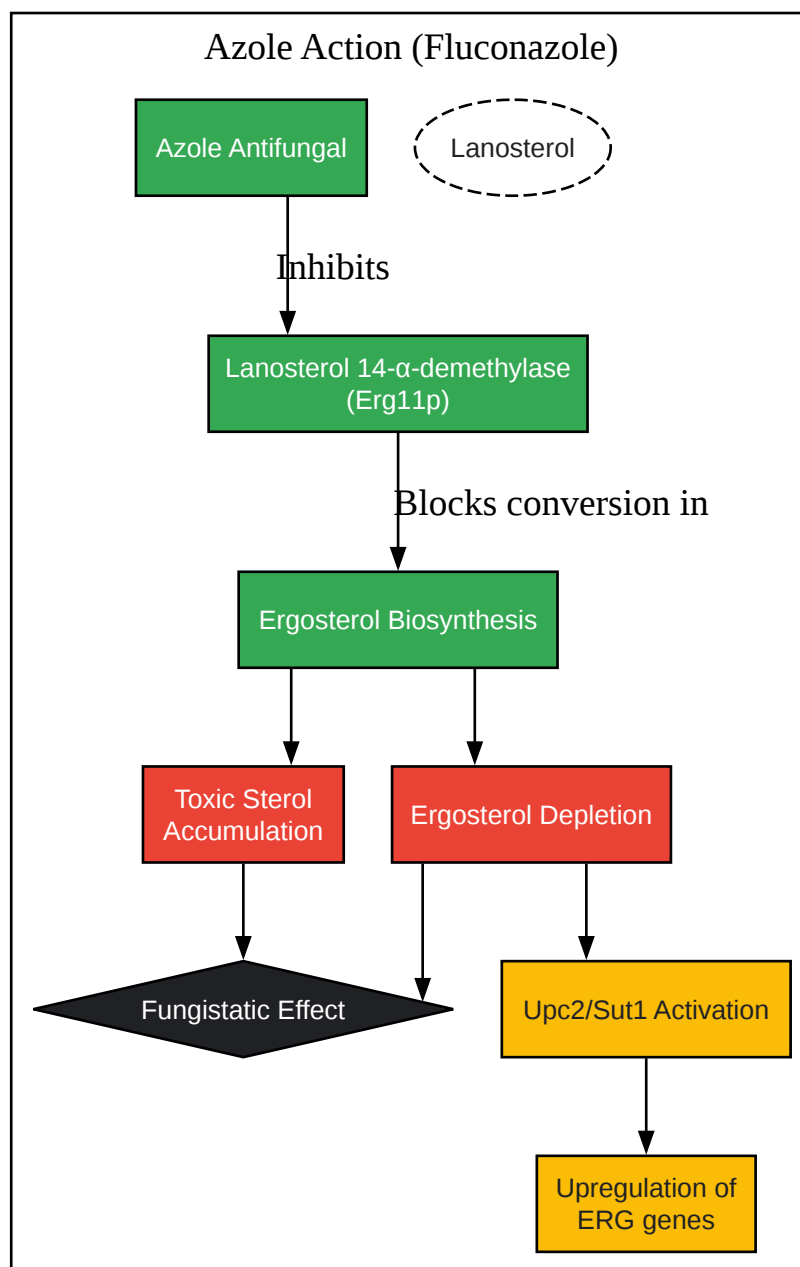 Azole Action (Fluconazole)
Azole Antifungal
Lanosterol
Inhibits
Lanosterol 14-α-demethylase
(Erg11p)
Blocks conversion in
Ergosterol Biosynthesis
Toxic Sterol
Accumulation
Ergosterol Depletion
Fungistatic Effect
Upc2/Sut1 Activation
Upregulation of
ERG genes